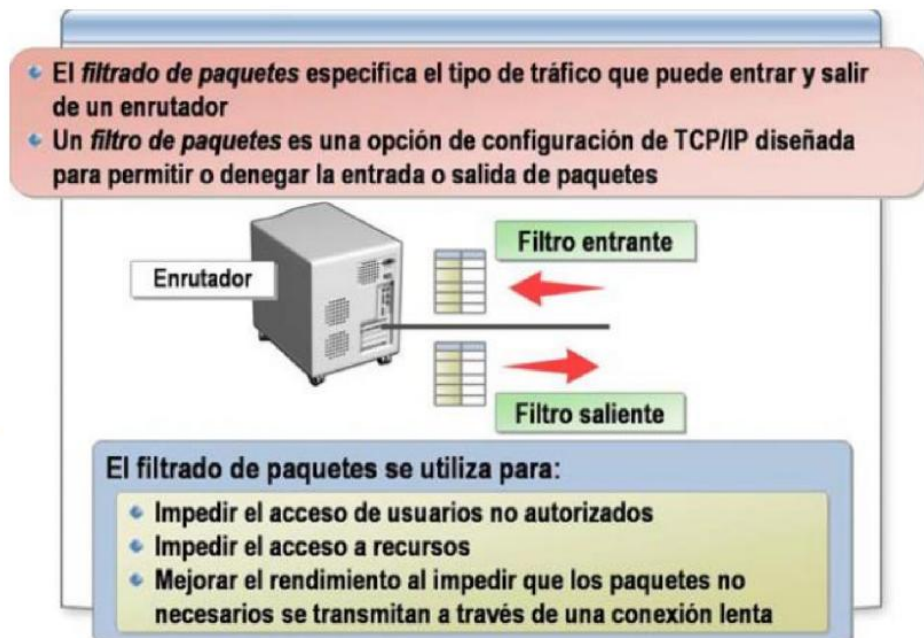 El filtrado de paquetes especifica el tipo de tráfico que puede entrar y salir
de un enrutador
Un filtro de paquetes es una opción de configuración de TCP/IP diseñada
para permitir o denegar la entrada o salida de paquetes
Filtro entrante
Enrutador
Filtro saliente
El filtrado de paquetes se utiliza para:
Impedir el acceso de usuarios no autorizados
Impedir el acceso a recursos
Mejorar el rendimiento al impedir que los paquetes no
necesarios se transmitan a través de una conexión lenta